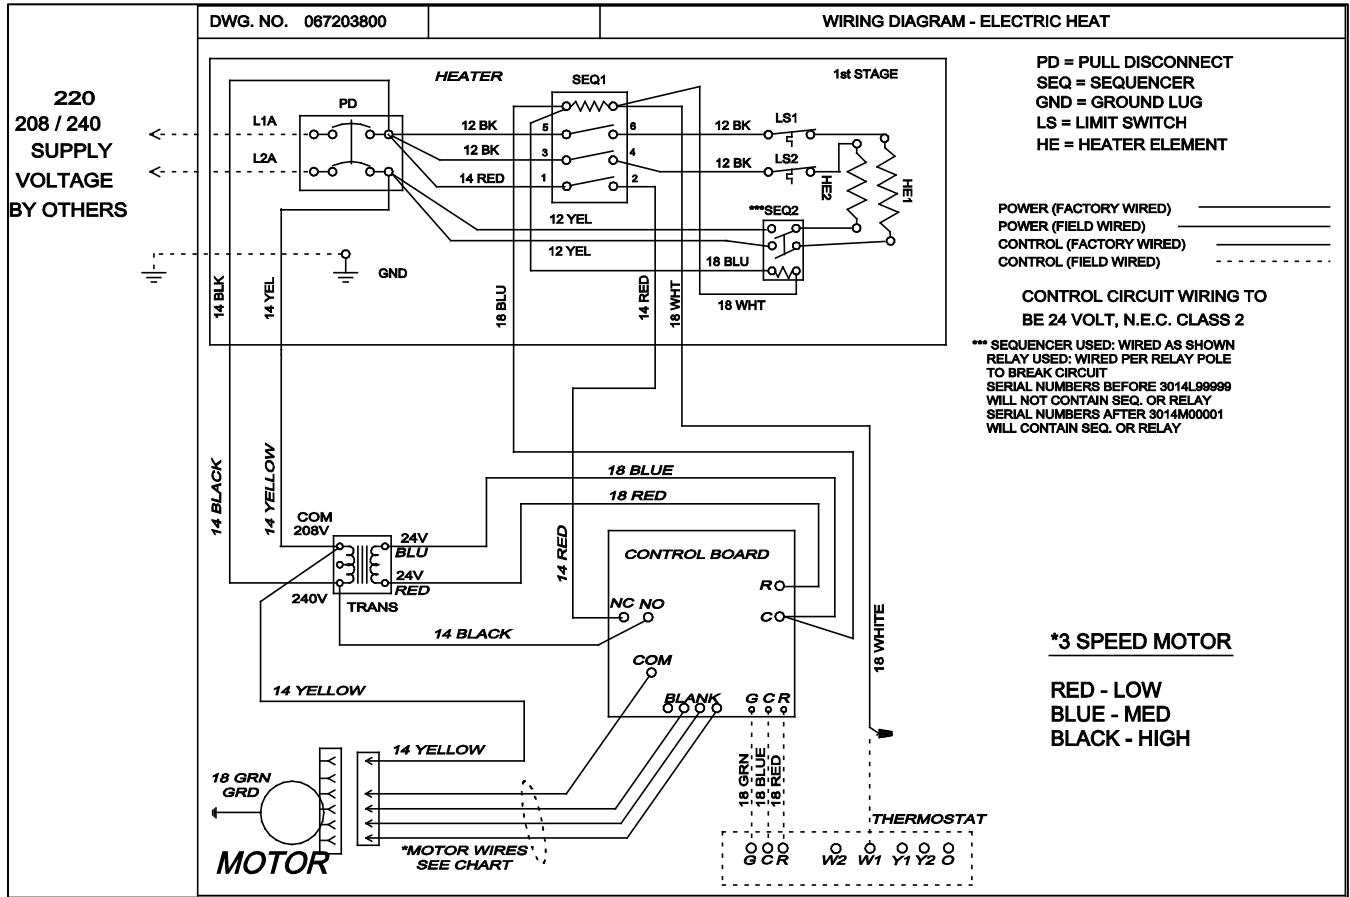 DWG. NO. 067203800
WIRING DIAGRAM - ELECTRIC HEAT
220
208 / 240
SUPPLY
VOLTAGE
BY OTHERS
HEATER
SEQ1
1st STAGE
PD
L1A
L2A
12 BK
12 BK
14 RED
5
6
3
4
1
2
12 BK
12 BK
LS1
LS2
HE2
HE1
***SEQ2
12 YEL
12 YEL
18 BLU
18 WHT
GND
14 BLK
14 YEL
18 BLU
14 RED
18 WHT
PD = PULL DISCONNECT
SEQ = SEQUENCER
GND = GROUND LUG
LS = LIMIT SWITCH
HE = HEATER ELEMENT
POWER (FACTORY WIRED)
POWER (FIELD WIRED)
CONTROL (FACTORY WIRED)
CONTROL (FIELD WIRED)
CONTROL CIRCUIT WIRING TO
BE 24 VOLT, N.E.C. CLASS 2
*** SEQUENCER USED: WIRED AS SHOWN
RELAY USED: WIRED PER RELAY POLE
TO BREAK CIRCUIT
SERIAL NUMBERS BEFORE 3014L99999
WILL NOT CONTAIN SEQ. OR RELAY
SERIAL NUMBERS AFTER 3014M00001
WILL CONTAIN SEQ. OR RELAY
14 BLACK
14 YELLOW
18 BLUE
18 RED
COM
208V
240V
24V
BLU
24V
RED
TRANS
14 RED
CONTROL BOARD
R
C
NC NO
COM
BLANK
G C R
14 BLACK
14 YELLOW
14 YELLOW
18 WHITE
18 GRN
18 BLUE
18 RED
18 GRN
GRD
MOTOR
*MOTOR WIRES
SEE CHART
THERMOSTAT
G C R W2 W1 Y1 Y2 O
*3 SPEED MOTOR
RED - LOW
BLUE - MED
BLACK - HIGH